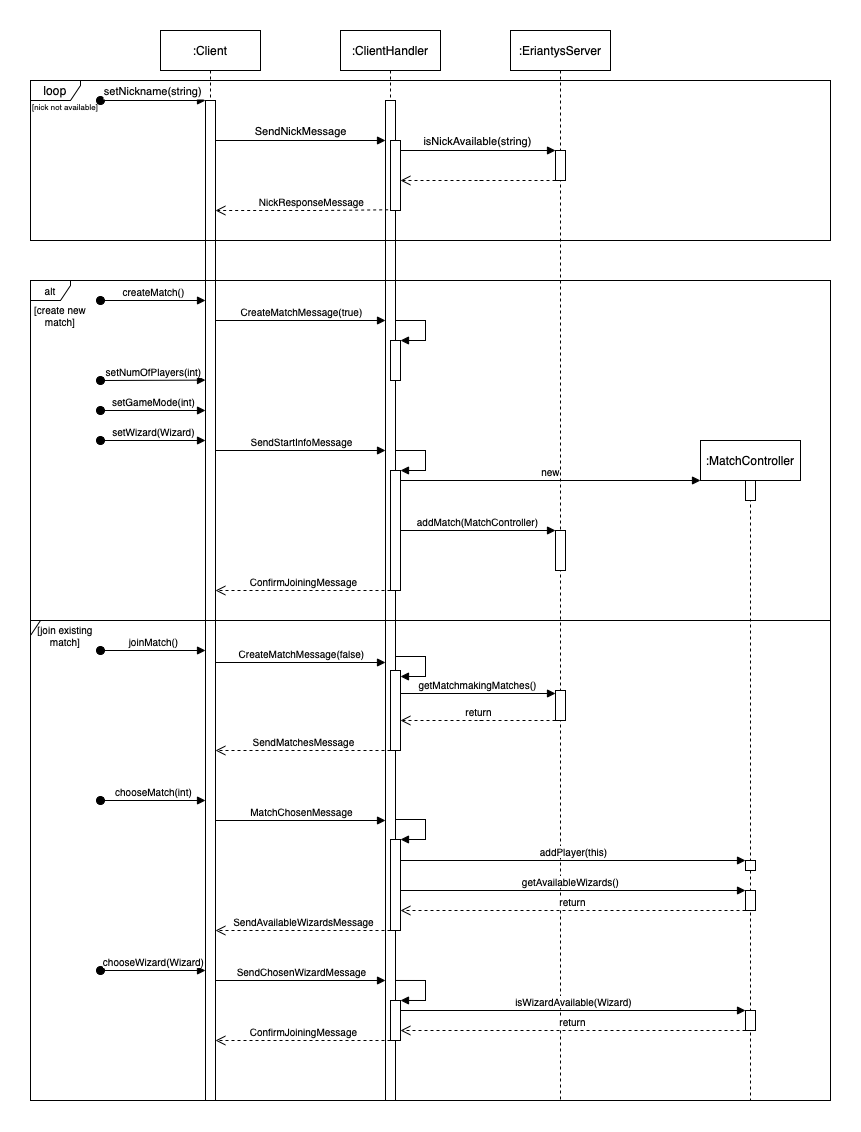 :Client
:ClientHandler
:EriantysServer
loop
setNickname(string)
[nick not available]
SendNickMessage
isNickAvailable(string)
NickResponseMessage
alt
createMatch()
[create new
match]
CreateMatchMessage(true)
setNumOfPlayers(int)
setGameMode(int)
setWizard(Wizard)
SendStartInfoMessage
:MatchController
new
addMatch(MatchController)
ConfirmJoiningMessage
[join existing
match]
joinMatch()
CreateMatchMessage(false)
getMatchmakingMatches()
return
SendMatchesMessage
chooseMatch(int)
MatchChosenMessage
addPlayer(this)
getAvailableWizards()
return
SendAvailableWizardsMessage
chooseWizard(Wizard)
SendChosenWizardMessage
isWizardAvailable(Wizard)
return
ConfirmJoiningMessage